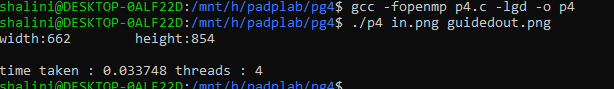 shalini@DESKTOP-0ALF22D:/mnt/h/padplab/pg4$ gcc -fopenmp p4.c -lgd -o p4
shalini@DESKTOP-0ALF22D:/mnt/h/padplab/pg4$ ./p4 in.png guidedout.png
width:662 height:854
time taken : 0.033748 threads : 4
shalini@DESKTOP-0ALF22D:/mnt/h/padplab/pg4$